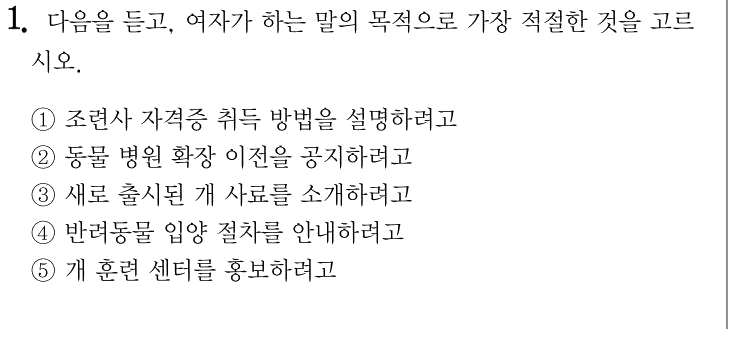 1. 다음을 듣고, 여자가 하는 말의 목적으로 가장 적절한 것을 고르
시오.
① 조련사 자격증 취득 방법을 설명하려고
② 동물 병원 확장 이전을 공지하려고
③ 새로 출시된 개 사료를 소개하려고
④ 반려동물 입양 절차를 안내하려고
⑤ 개 훈련 센터를 홍보하려고